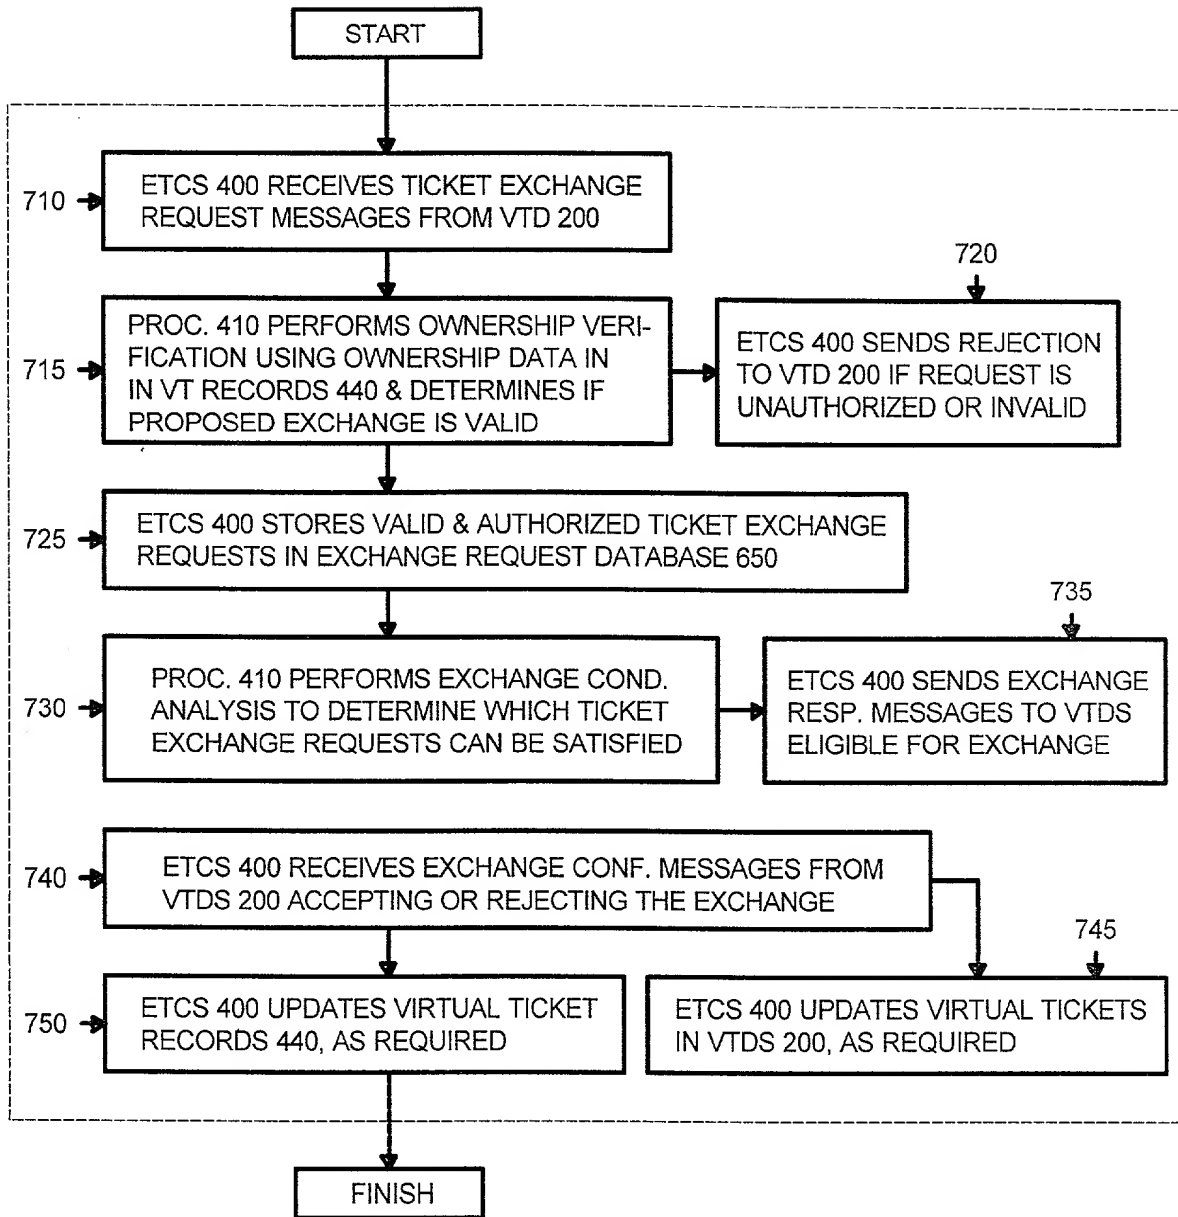 START
710
ETCS 400 RECEIVES TICKET EXCHANGE
REQUEST MESSAGES FROM VTD 200
715
PROC. 410 PERFORMS OWNERSHIP VERI-
FICATION USING OWNERSHIP DATA IN
IN VT RECORDS 440 & DETERMINES IF
PROPOSED EXCHANGE IS VALID
720
ETCS 400 SENDS REJECTION
TO VTD 200 IF REQUEST IS
UNAUTHORIZED OR INVALID
725
ETCS 400 STORES VALID & AUTHORIZED TICKET EXCHANGE
REQUESTS IN EXCHANGE REQUEST DATABASE 650
730
PROC. 410 PERFORMS EXCHANGE COND.
ANALYSIS TO DETERMINE WHICH TICKET
EXCHANGE REQUESTS CAN BE SATISFIED
735
ETCS 400 SENDS EXCHANGE
RESP. MESSAGES TO VTDS
ELIGIBLE FOR EXCHANGE
740
ETCS 400 RECEIVES EXCHANGE CONF. MESSAGES FROM
VTDS 200 ACCEPTING OR REJECTING THE EXCHANGE
745
750
ETCS 400 UPDATES VIRTUAL TICKET
RECORDS 440, AS REQUIRED
ETCS 400 UPDATES VIRTUAL TICKETS
IN VTDS 200, AS REQUIRED
FINISH